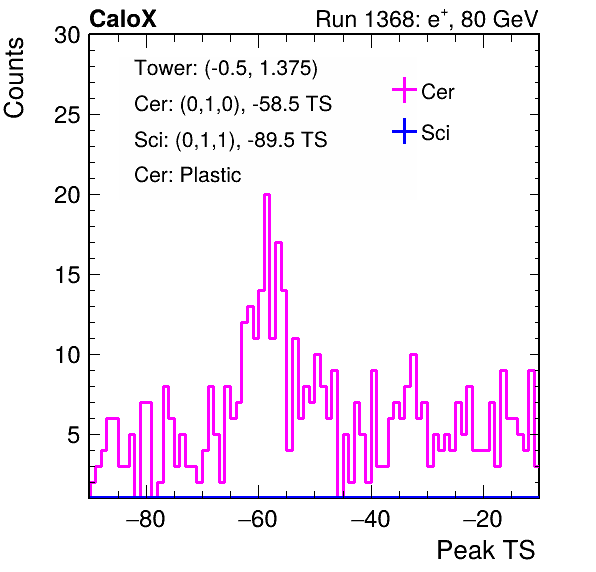 CaloX Run 1368: e+, 80 GeV
Counts
30
Tower: (-0.5, 1.375)
Cer
Cer: (0,1,0), -58.5 TS
25
Sci
Sci: (0,1,1), -89.5 TS
Cer: Plastic
20
15
10
5
−80 −60 −40 −20
Peak TS